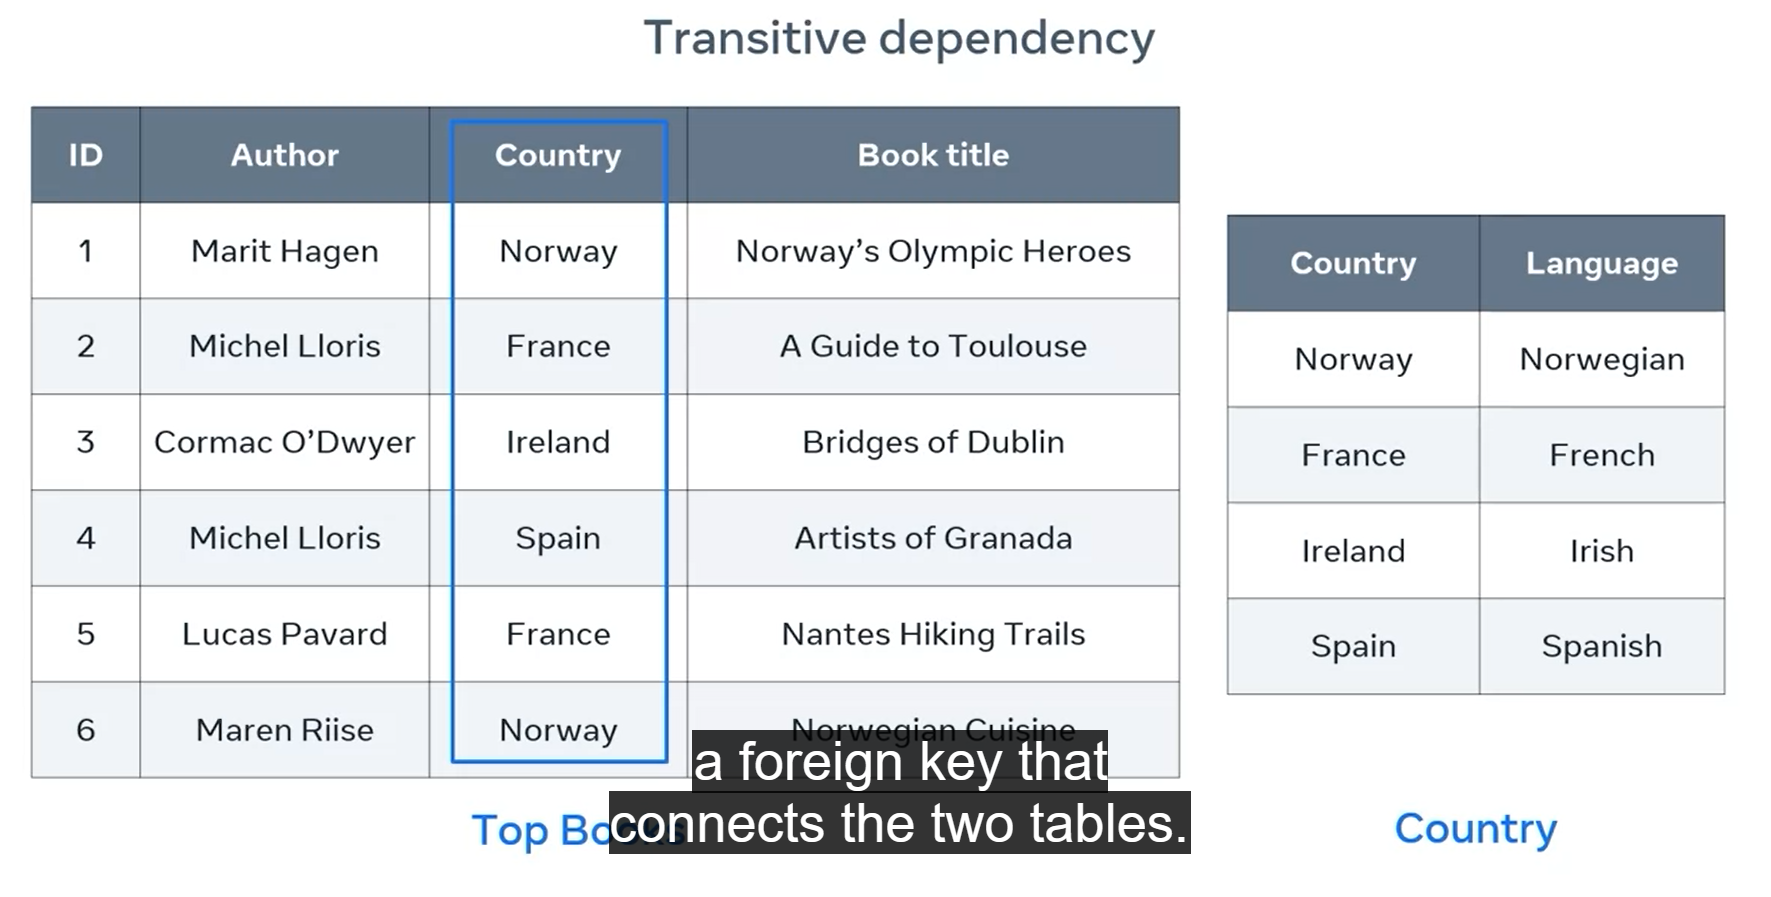 Transitive dependency
ID Author Country Book title
1 Marit Hagen Norway Norway’s Olympic Heroes
2 Michel Lloris France A Guide to Toulouse
3 Cormac O’Dwyer Ireland Bridges of Dublin
4 Michel Lloris Spain Artists of Granada
5 Lucas Pavard France Nantes Hiking Trails
6 Maren Riise Norway Norwegian Cuisine
Top Books
Country Language
Norway Norwegian
France French
Ireland Irish
Spain Spanish
Country
a foreign key that
connects the two tables.